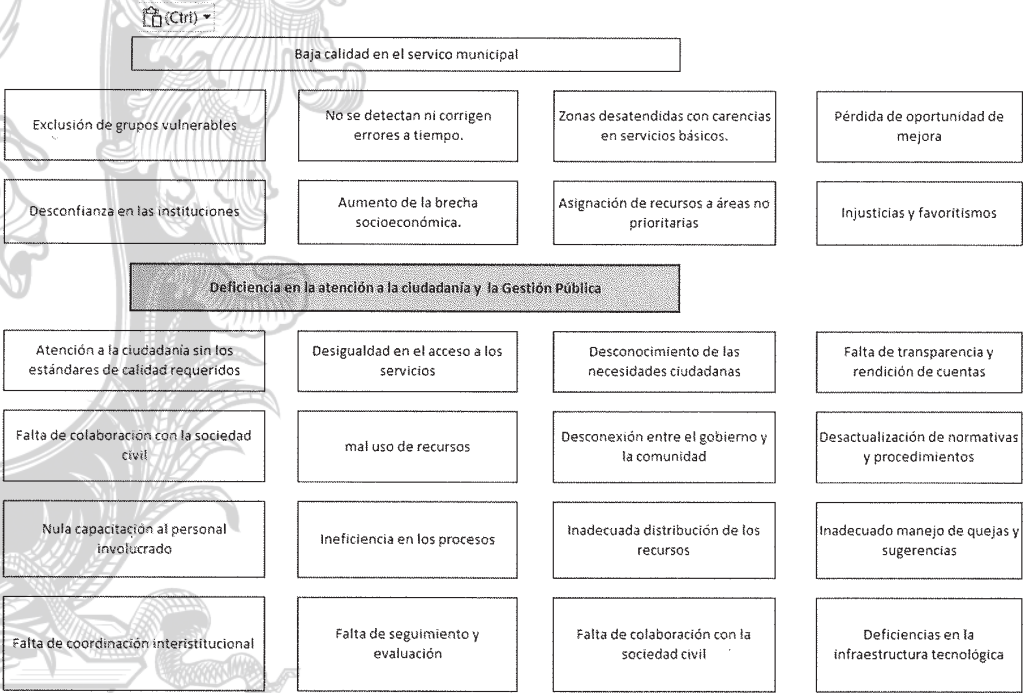 (Ctrl)
Baja calidad en el servico municipal
Exclusión de grupos vulnerables
No se detectan ni corrigen
errores a tiempo.
Zonas desatendidas con carencias
en servicios básicos.
Pérdida de oportunidad de
mejora
Desconfianza en las instituciones
Aumento de la brecha
socioeconómica.
Asignación de recursos a áreas no
prioritarias
Injusticias y favoritismos
Deficiencia en la atención a la ciudadanía y la Gestión Pública
Atención a la ciudadanía sin los
estándares de calidad requeridos
Desigualdad en el acceso a los
servicios
Desconocimiento de las
necesidades ciudadanas
Falta de transparencia y
rendición de cuentas
Falta de colaboración con la sociedad
civil
mal uso de recursos
Desconexión entre el gobierno y
la comunidad
Desactualización de normativas
y procedimientos
Nula capacitación al personal
involucrado
Ineficiencia en los procesos
Inadecuada distribución de los
recursos
Inadecuado manejo de quejas y
sugerencias
Falta de coordinación interistitucional
Falta de seguimiento y
evaluación
Falta de colaboración con la
sociedad civil
Deficiencias en la
infraestructura tecnológica